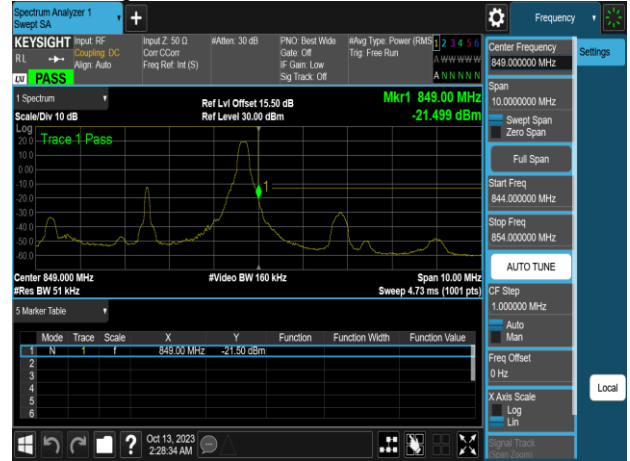 Spectrum Analyzer 1
Swept SA
Frequency
KEYSIGHT
RL
LXI
PASS
Input: RF
Coupling: DC
Align: Auto
Input Z: 50 Ω
Corr CCorr
Freq Ref: Int (S)
#Atten: 30 dB
PNO: Best Wide
Gate: Off
IF Gain: Low
Sig Track: Off
#Avg Type: Power (RMS
Trig: Free Run
1 2 3 4 5 6
A W W W W W
A N N N N N
1 Spectrum
Scale/Div 10 dB
Ref Lvl Offset 15.50 dB
Ref Level 30.00 dBm
Mkr1 849.00 MHz
-21.499 dBm
Log
Trace 1 Pass
20.0
10.0
0.00
-10.0
-20.0
-30.0
-40.0
-50.0
-60.0
1
Center 849.000 MHz
#Video BW 160 kHz
Span 10.00 MHz
#Res BW 51 kHz
Sweep 4.73 ms (1001 pts)
5 Marker Table
Mode Trace Scale X Y Function Function Width Function Value
1 N 1 f 849.00 MHz -21.50 dBm
2
3
4
5
6
Center Frequency
849.000000 MHz
Settings
Span
10.0000000 MHz
Swept Span
Zero Span
Full Span
Start Freq
844.000000 MHz
Stop Freq
854.000000 MHz
AUTO TUNE
CF Step
1.000000 MHz
Auto
Man
Freq Offset
0 Hz
X Axis Scale
Log
Lin
Local
Signal Track
(Span Zoom)
?
Oct 13, 2023
2:28:34 AM